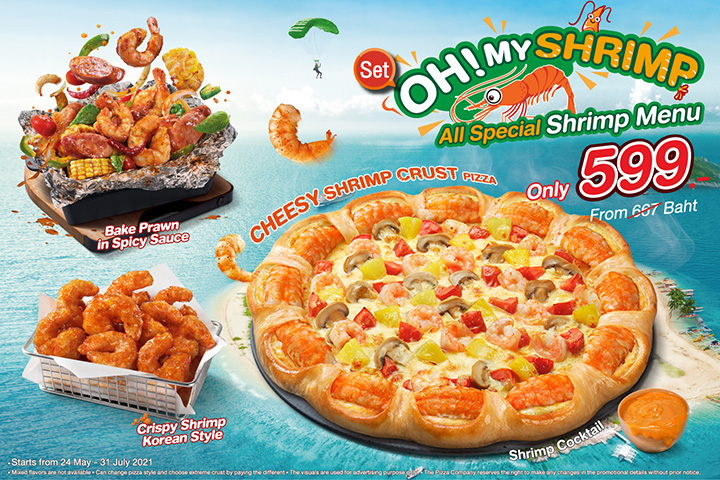 Set
OH! MY SHRIMP
All Special Shrimp Menu
Only 599.-
From 667 Baht
CHEESY SHRIMP CRUST PIZZA
Bake Prawn
in Spicy Sauce
Crispy Shrimp
Korean Style
Shrimp Cocktail
• Starts from 24 May - 31 July 2021
• Mixed flavors are not available • Can change pizza style and choose extreme crust by paying the different • The visuals are used for advertising purpose only • The Pizza Company reserves the right to make any changes in the promotional details without prior notice.